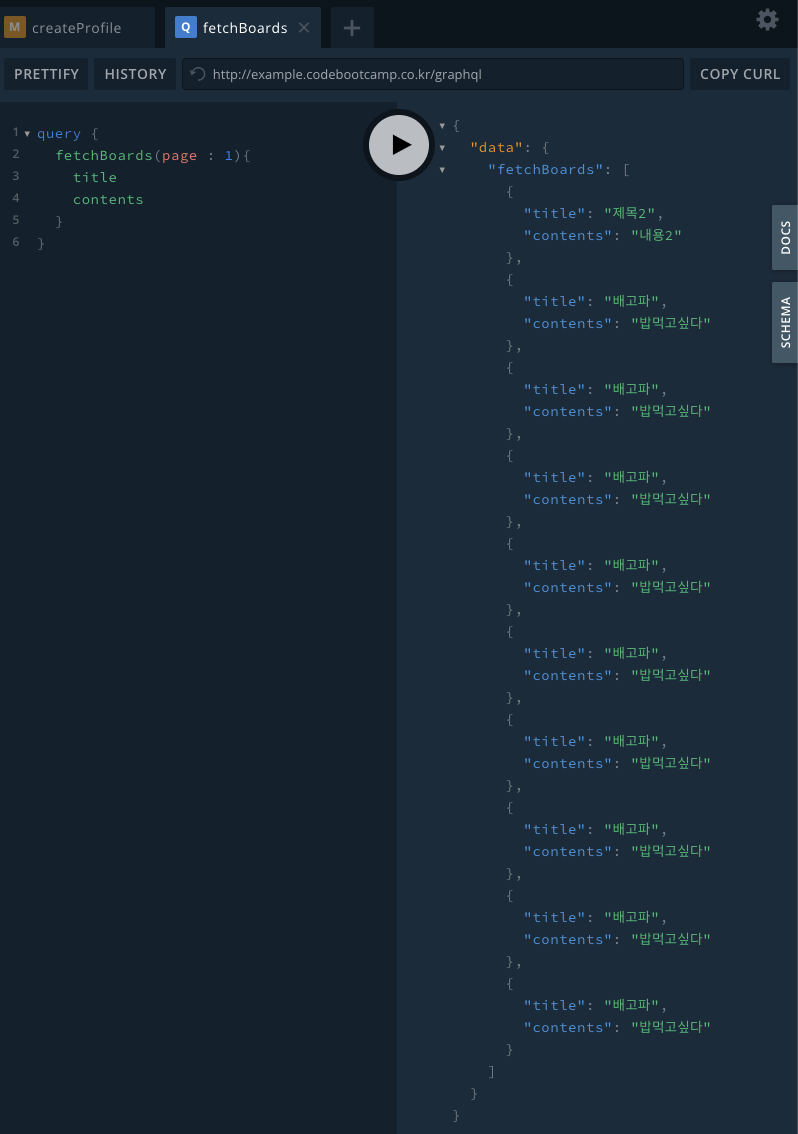 M createProfile
Q fetchBoards
PRETTIFY HISTORY http://example.codebootcamp.co.kr/graphql COPY CURL
1 query {
2 fetchBoards(page : 1){
3 title
4 contents
5 }
6 }
{
"data": {
"fetchBoards": [
{
"title": "제목2",
"contents": "내용2"
},
{
"title": "배고파",
"contents": "밥먹고싶다"
},
{
"title": "배고파",
"contents": "밥먹고싶다"
},
{
"title": "배고파",
"contents": "밥먹고싶다"
},
{
"title": "배고파",
"contents": "밥먹고싶다"
},
{
"title": "배고파",
"contents": "밥먹고싶다"
},
{
"title": "배고파",
"contents": "밥먹고싶다"
},
{
"title": "배고파",
"contents": "밥먹고싶다"
},
{
"title": "배고파",
"contents": "밥먹고싶다"
},
{
"title": "배고파",
"contents": "밥먹고싶다"
}
]
}
}
DOCS
SCHEMA